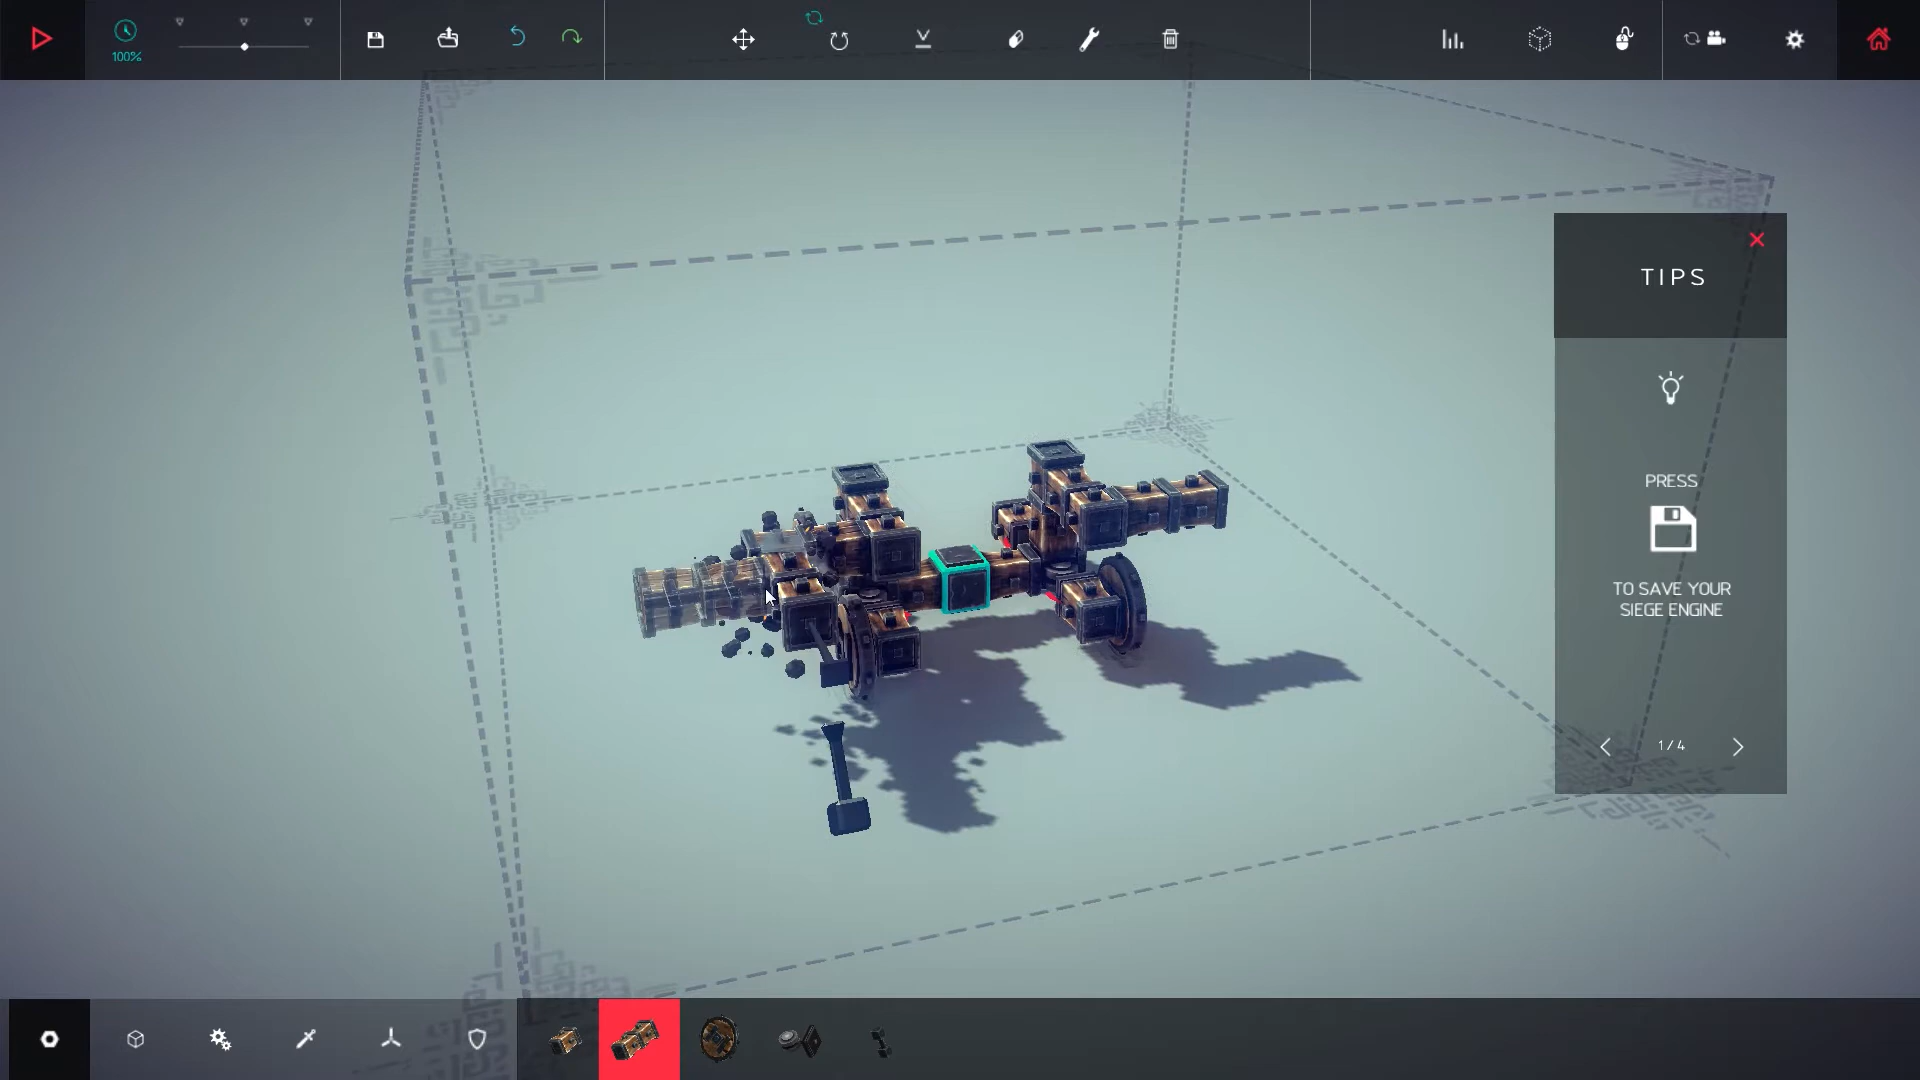 100%
TIPS
PRESS
TO SAVE YOUR
SIEGE ENGINE
1/4